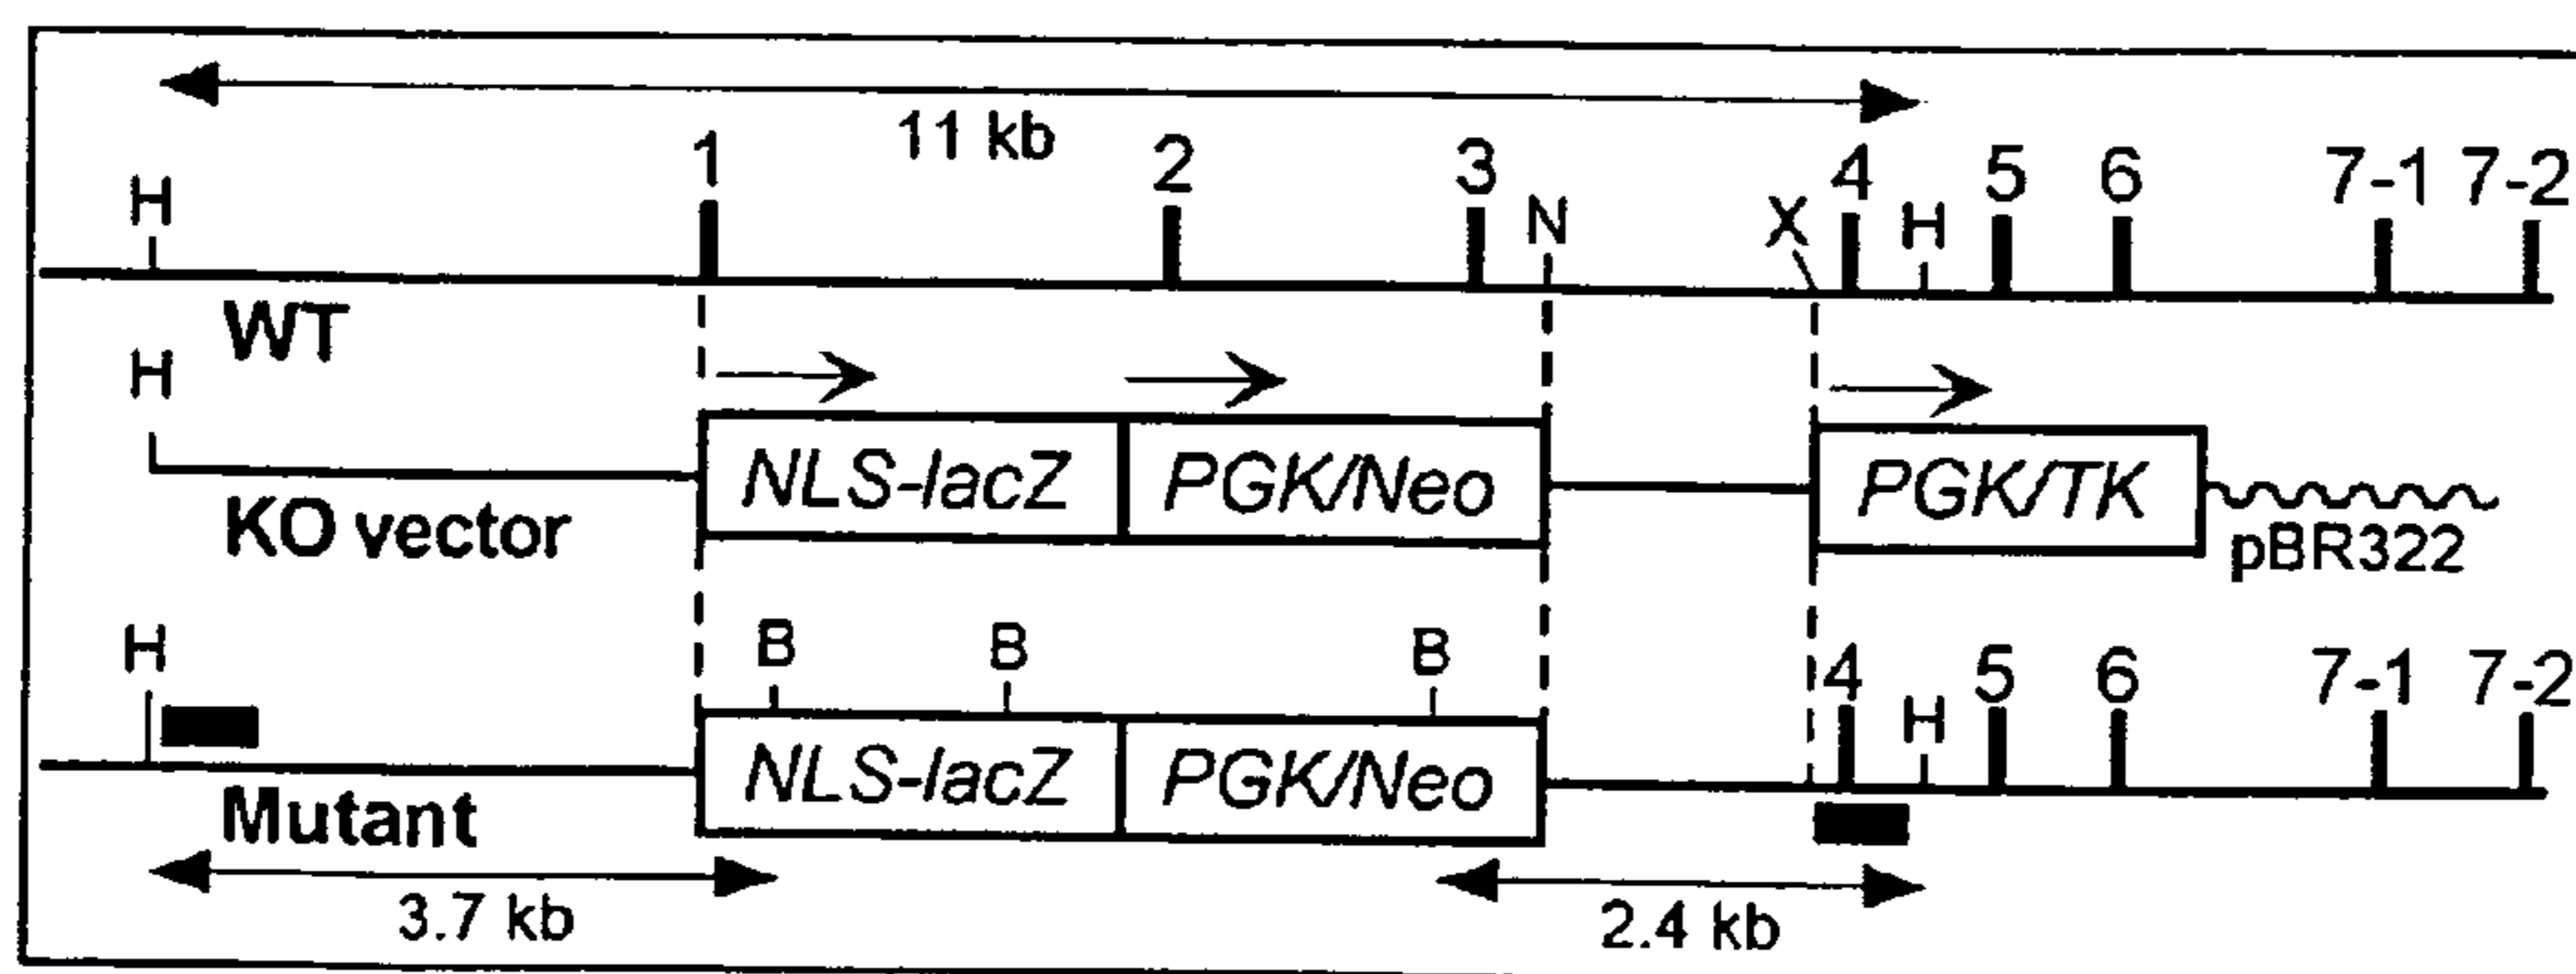 11 kb
H 1 2 3 N X 4 H 5 6 7-1 7-2
WT
H
NLS-lacZ PGK/Neo PGK/TK
KO vector
pBR322
H B B B 4 H 5 6 7-1 7-2
NLS-lacZ PGK/Neo
Mutant
3.7 kb 2.4 kb